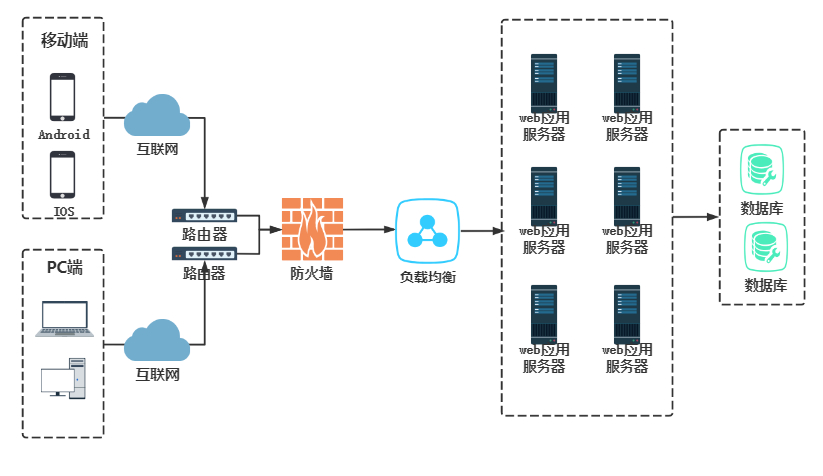 移动端
Android
IOS
互联网
路由器
PC端
互联网
路由器
防火墙
负载均衡
web应用
服务器
web应用
服务器
web应用
服务器
web应用
服务器
web应用
服务器
web应用
服务器
数据库
数据库